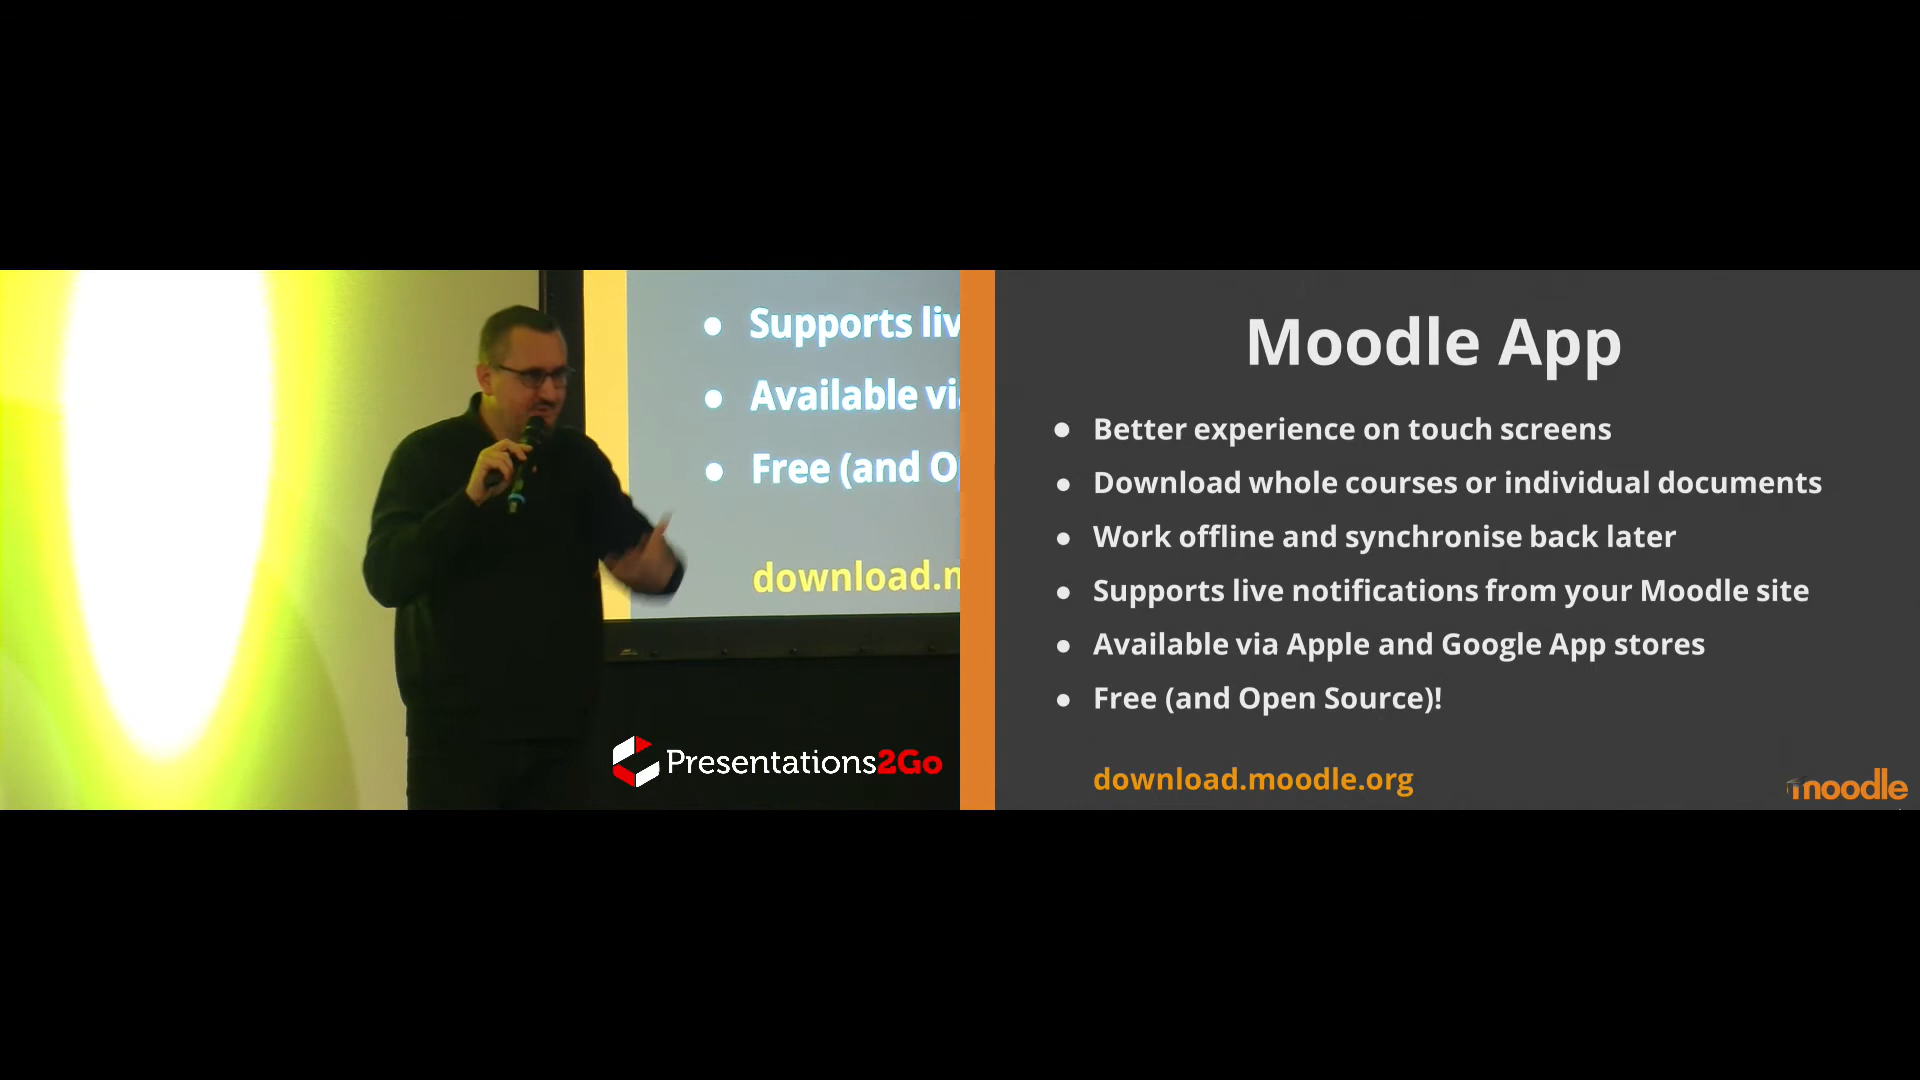 Supports liv
Available vi
Free (and O
download.n
Presentations2Go
Moodle App
Better experience on touch screens
Download whole courses or individual documents
Work offline and synchronise back later
Supports live notifications from your Moodle site
Available via Apple and Google App stores
Free (and Open Source)!
download.moodle.org
moodle